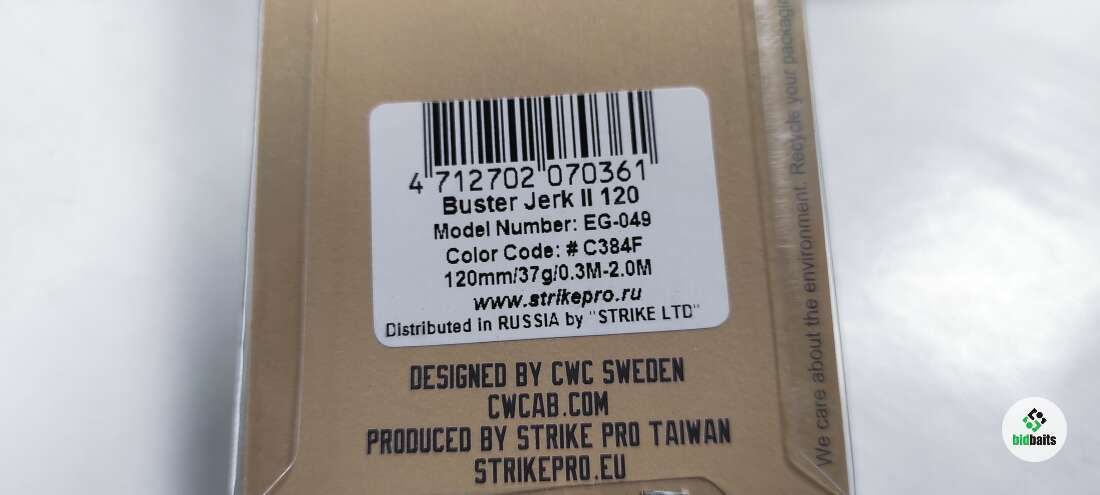 4 712702 070361
Buster Jerk II 120
Model Number: EG-049
Color Code: # C384F
120mm/37g/0.3M-2.0M
www.strikepro.ru
Distributed in RUSSIA by "STRIKE LTD"
DESIGNED BY CWC SWEDEN
CWCAB.COM
PRODUCED BY STRIKE PRO TAIWAN
STRIKEPRO.EU
We care about the environment. Recycle your packaging
bidbaits